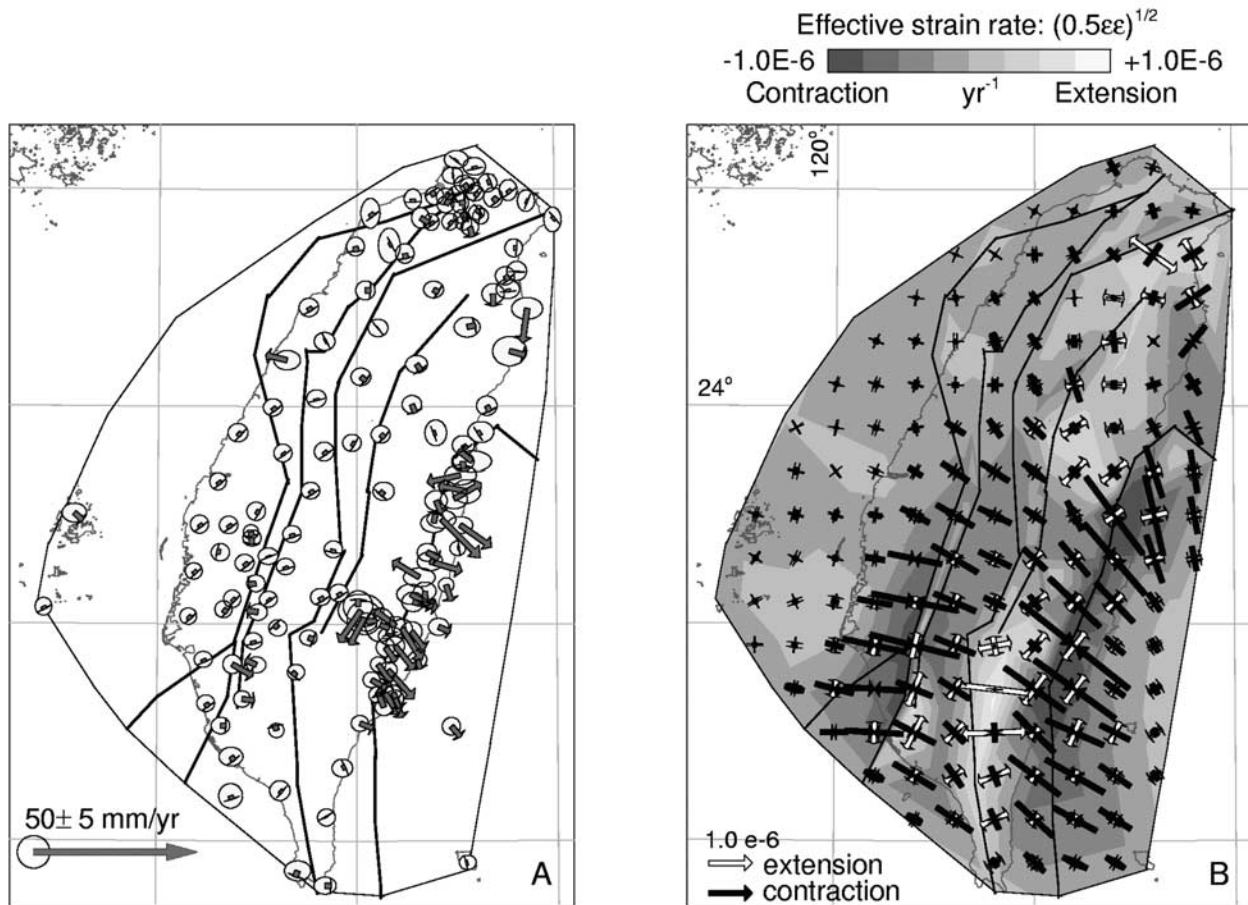 Effective strain rate: (0.5εε)^1/2
-1.0E-6 +1.0E-6
Contraction yr^-1 Extension
120°
24°
50± 5 mm/yr
A
1.0 e-6
extension
contraction
B